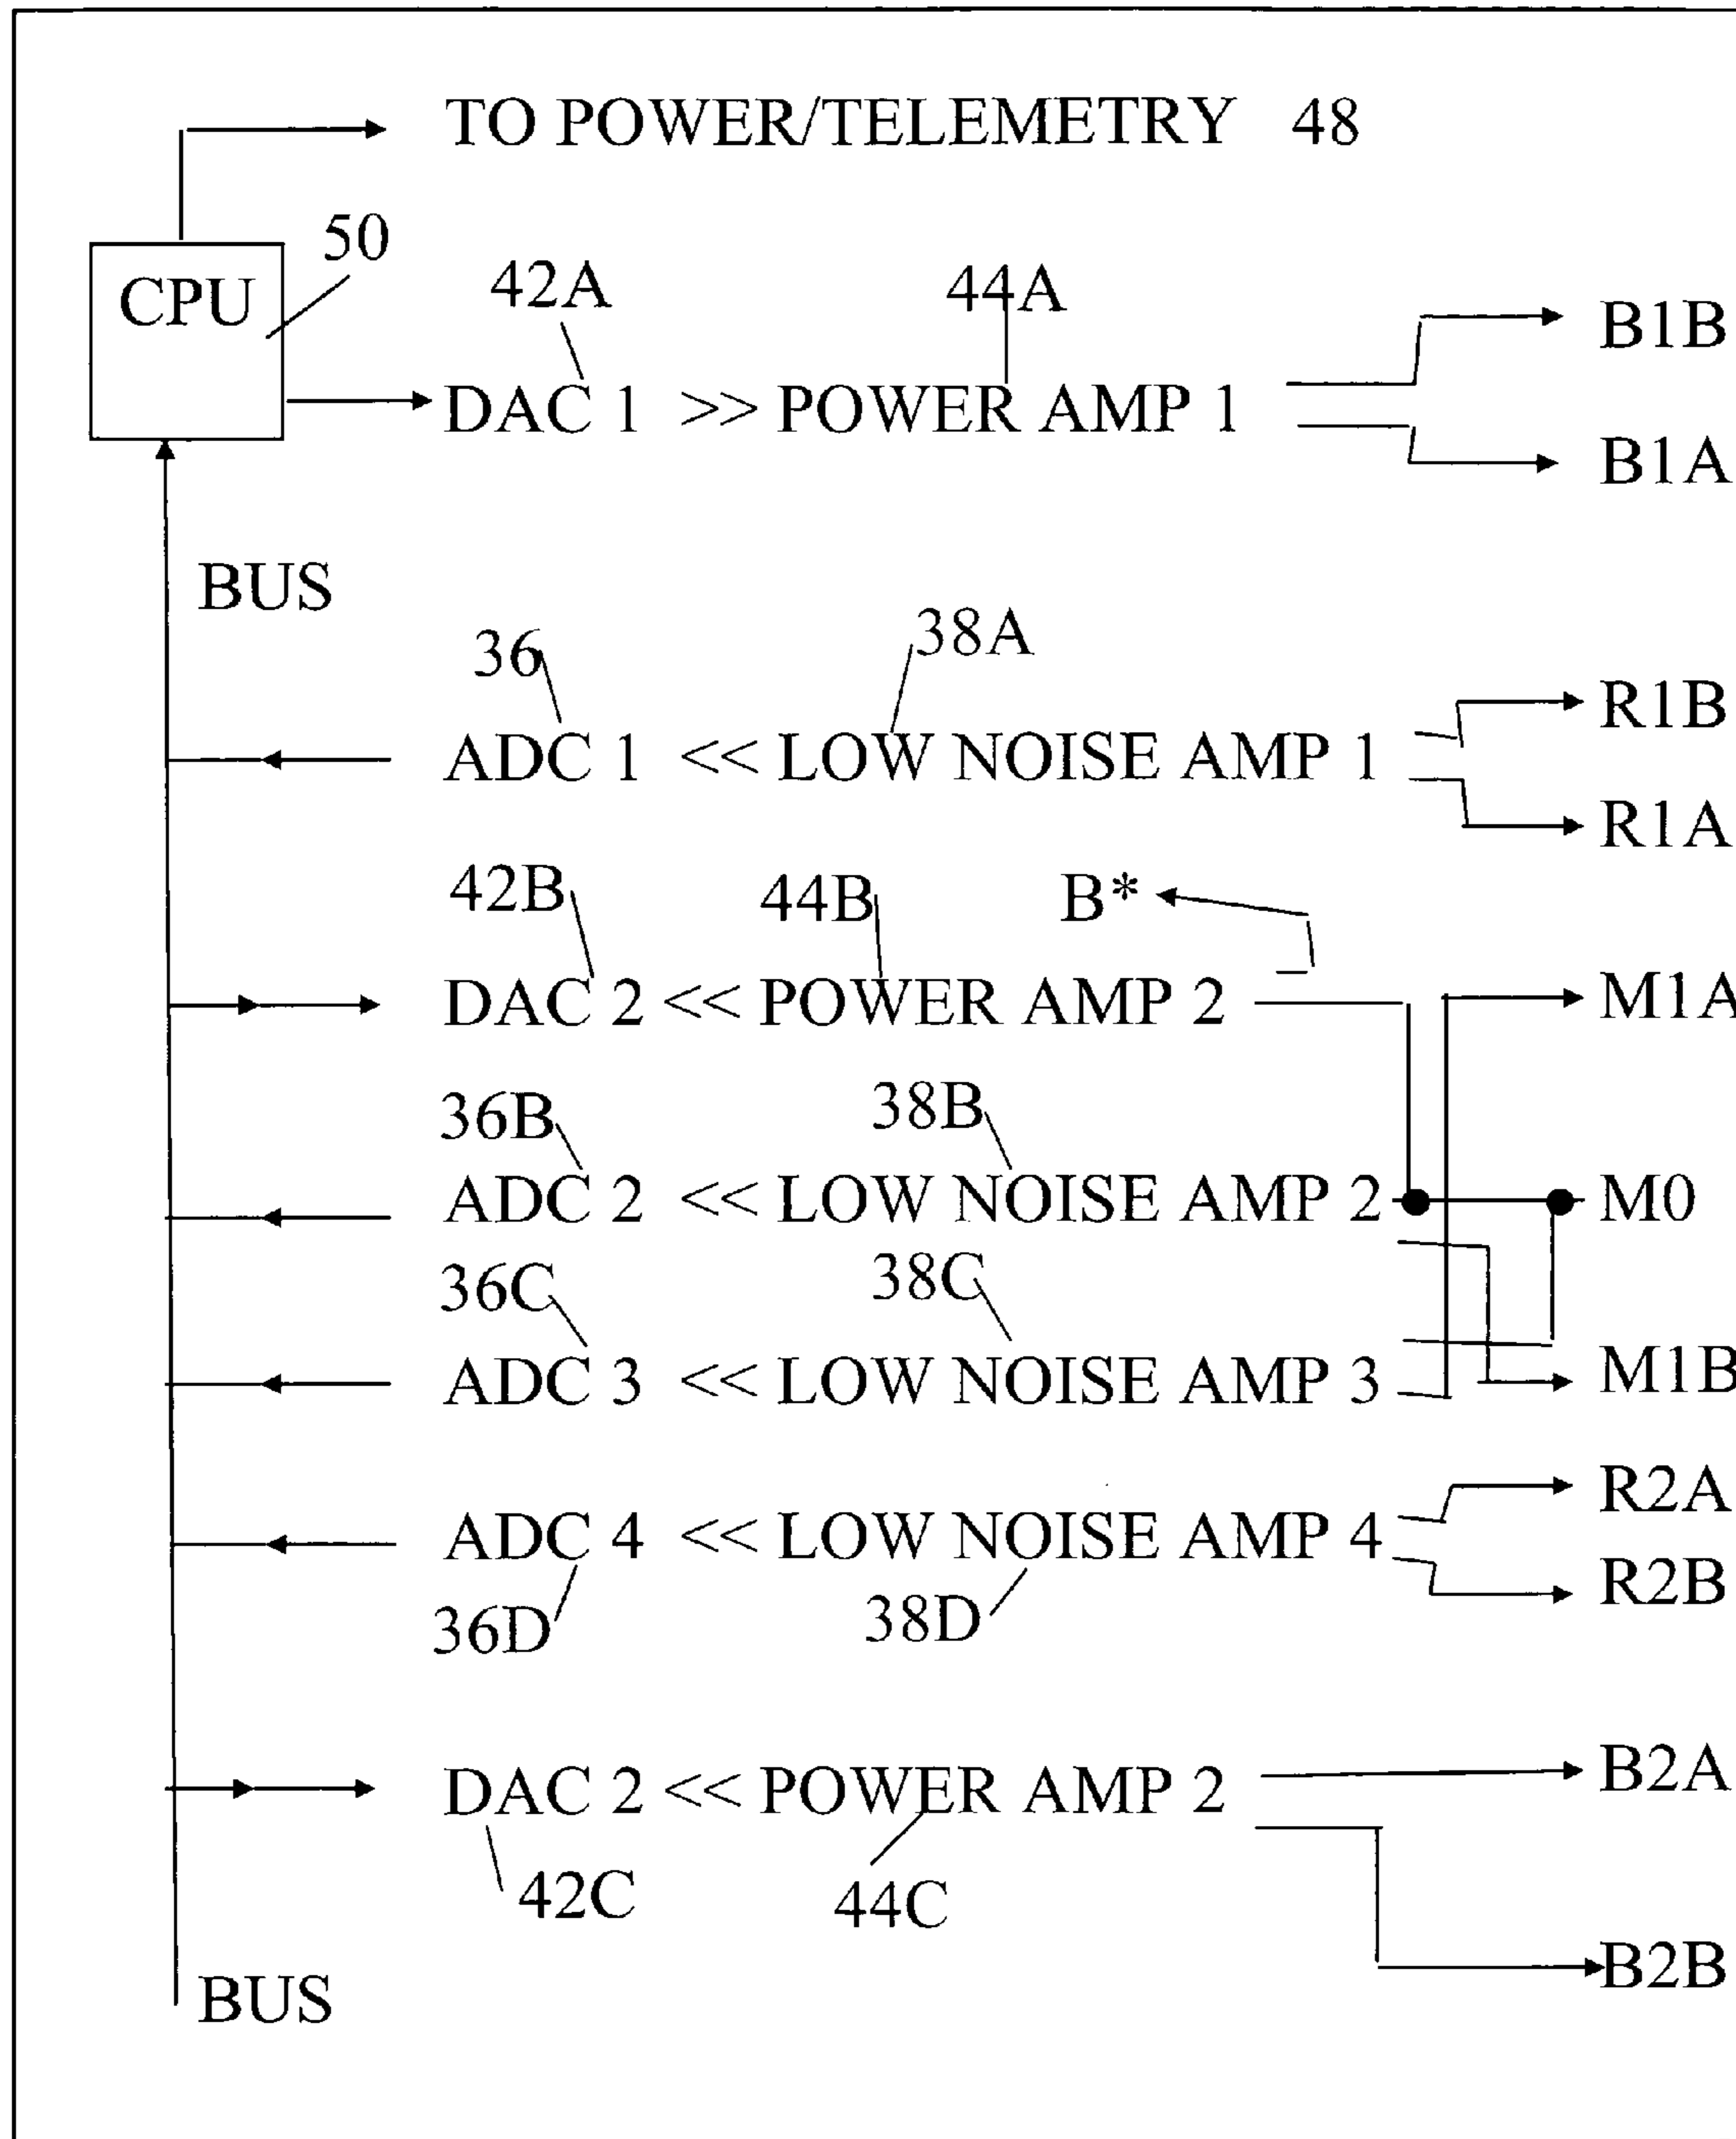 TO POWER/TELEMETRY 48
50
CPU
42A 44A
B1B
DAC 1 >> POWER AMP 1
B1A
BUS
36 38A
R1B
ADC 1 << LOW NOISE AMP 1
R1A
42B 44B B*
DAC 2 << POWER AMP 2 M1A
36B 38B
ADC 2 << LOW NOISE AMP 2 M0
36C 38C
ADC 3 << LOW NOISE AMP 3 M1B
R2A
ADC 4 << LOW NOISE AMP 4
R2B
36D 38D
DAC 2 << POWER AMP 2 B2A
42C 44C
B2B
BUS